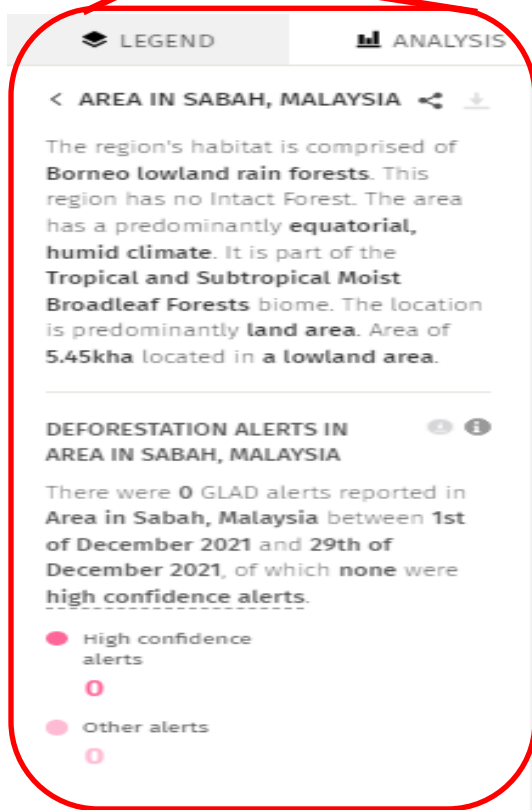 LEGEND
ANALYSIS
< AREA IN SABAH, MALAYSIA
The region's habitat is comprised of
Borneo lowland rain forests. This
region has no Intact Forest. The area
has a predominantly equatorial,
humid climate. It is part of the
Tropical and Subtropical Moist
Broadleaf Forests biome. The location
is predominantly land area. Area of
5.45kha located in a lowland area.
DEFORESTATION ALERTS IN
AREA IN SABAH, MALAYSIA
There were 0 GLAD alerts reported in
Area in Sabah, Malaysia between 1st
of December 2021 and 29th of
December 2021, of which none were
high confidence alerts.
High confidence
alerts
0
Other alerts
0